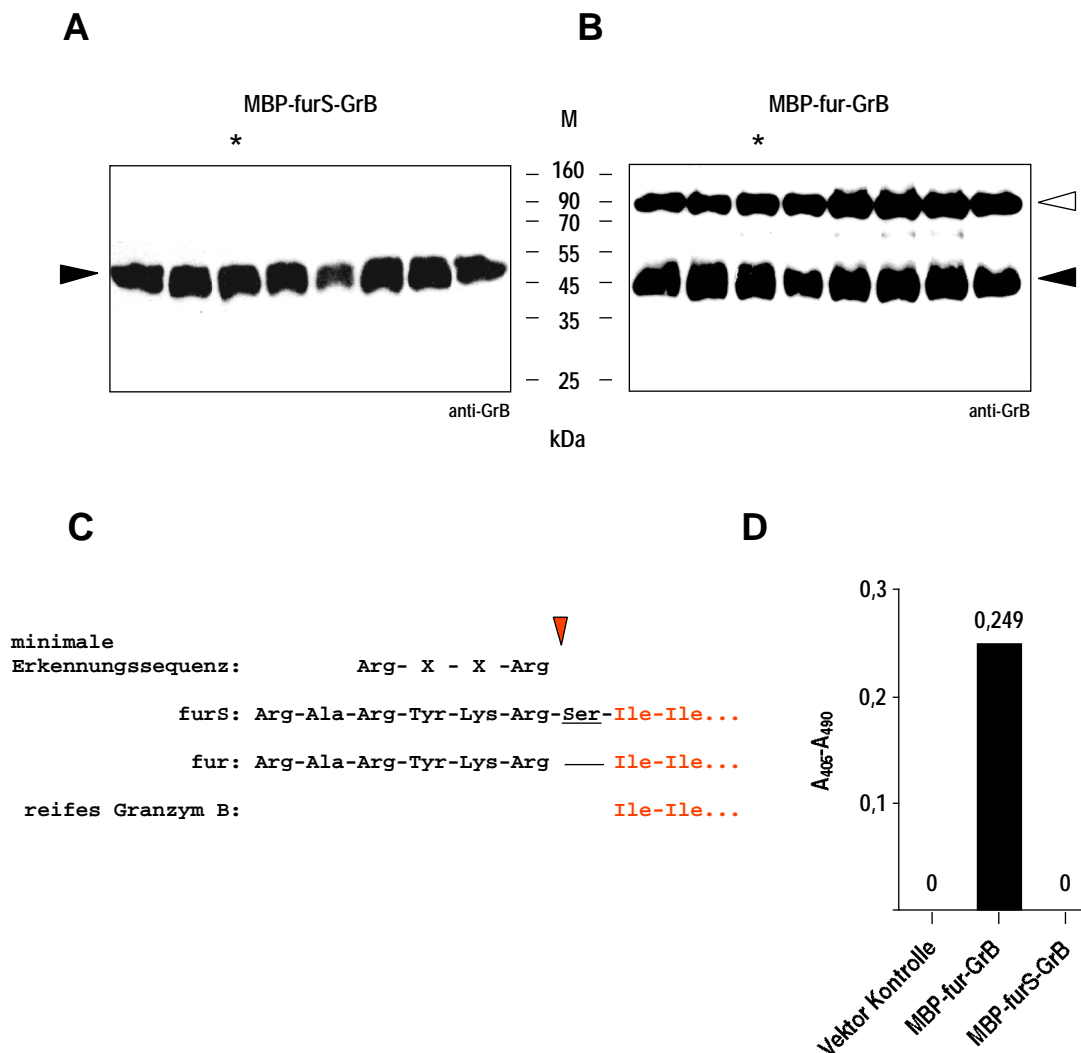 A
B
MBP-furS-GrB
M
MBP-fur-GrB
*
*
160
90
70
55
45
35
25
anti-GrB
anti-GrB
kDa
C
D
minimale
Erkennungssequenz: Arg- X - X -Arg
furS: Arg-Ala-Arg-Tyr-Lys-Arg-Ser-Ile-Ile...
fur: Arg-Ala-Arg-Tyr-Lys-Arg Ile-Ile...
reifes Granzym B: Ile-Ile...
0,3
0,249
0,2
A405-A490
0,1
0
0
Vektor Kontrolle
MBP-fur-GrB
MBP-furS-GrB